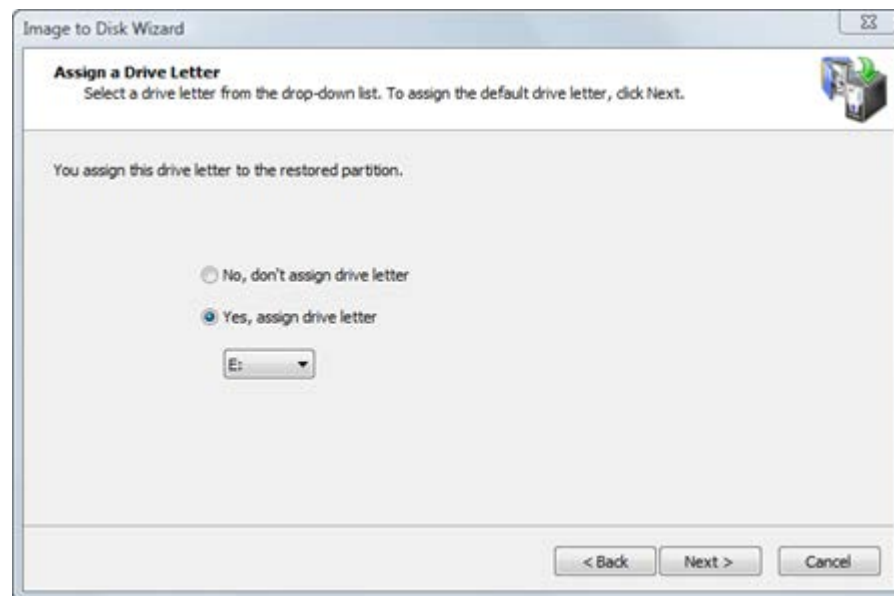 Image to Disk Wizard
Assign a Drive Letter
Select a drive letter from the drop-down list. To assign the default drive letter, click Next.
You assign this drive letter to the restored partition.
No, don't assign drive letter
Yes, assign drive letter
E:
< Back Next > Cancel